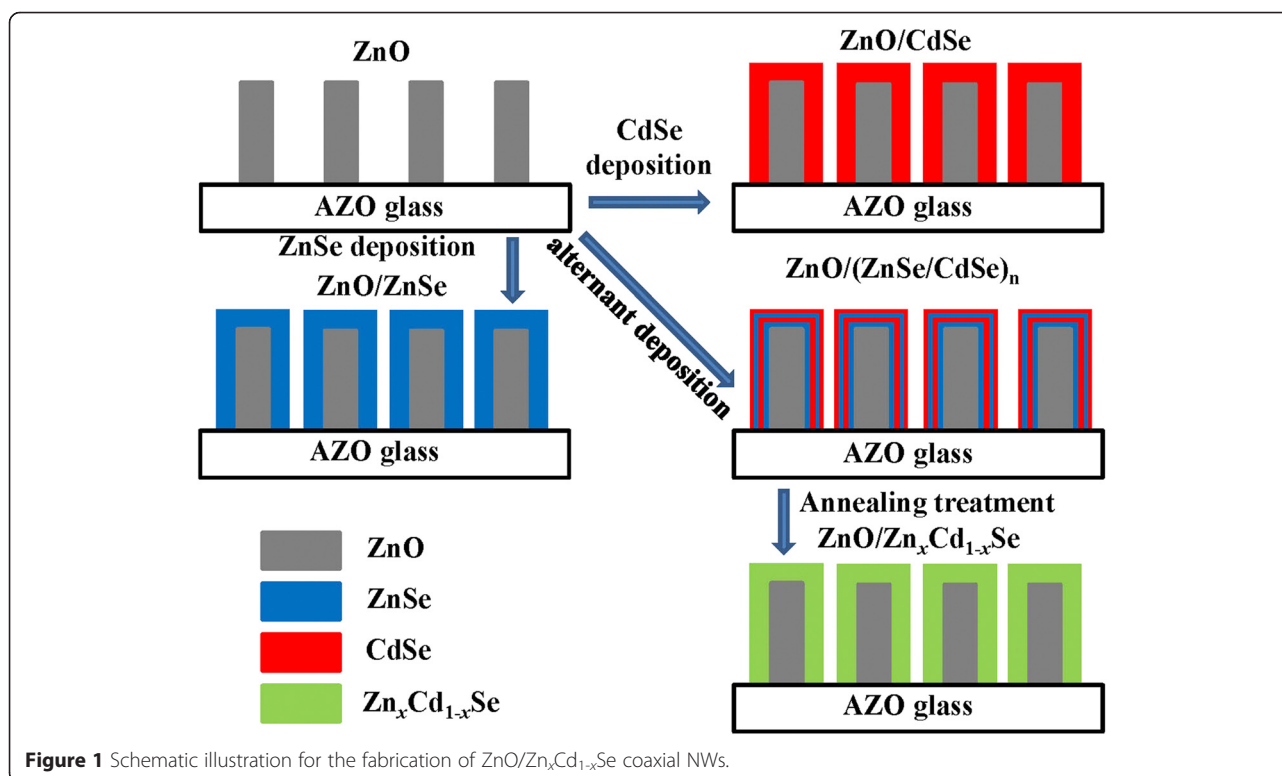 ZnO
AZO glass
CdSe
deposition
ZnO/CdSe
AZO glass
ZnSe deposition
ZnO/ZnSe
AZO glass
alternant deposition
ZnO/(ZnSe/CdSe)ₙ
AZO glass
Annealing treatment
ZnO/ZnₓCd₁₋ₓSe
AZO glass
ZnO
ZnSe
CdSe
ZnₓCd₁₋ₓSe
Figure 1 Schematic illustration for the fabrication of ZnO/ZnₓCd₁₋ₓSe coaxial NWs.